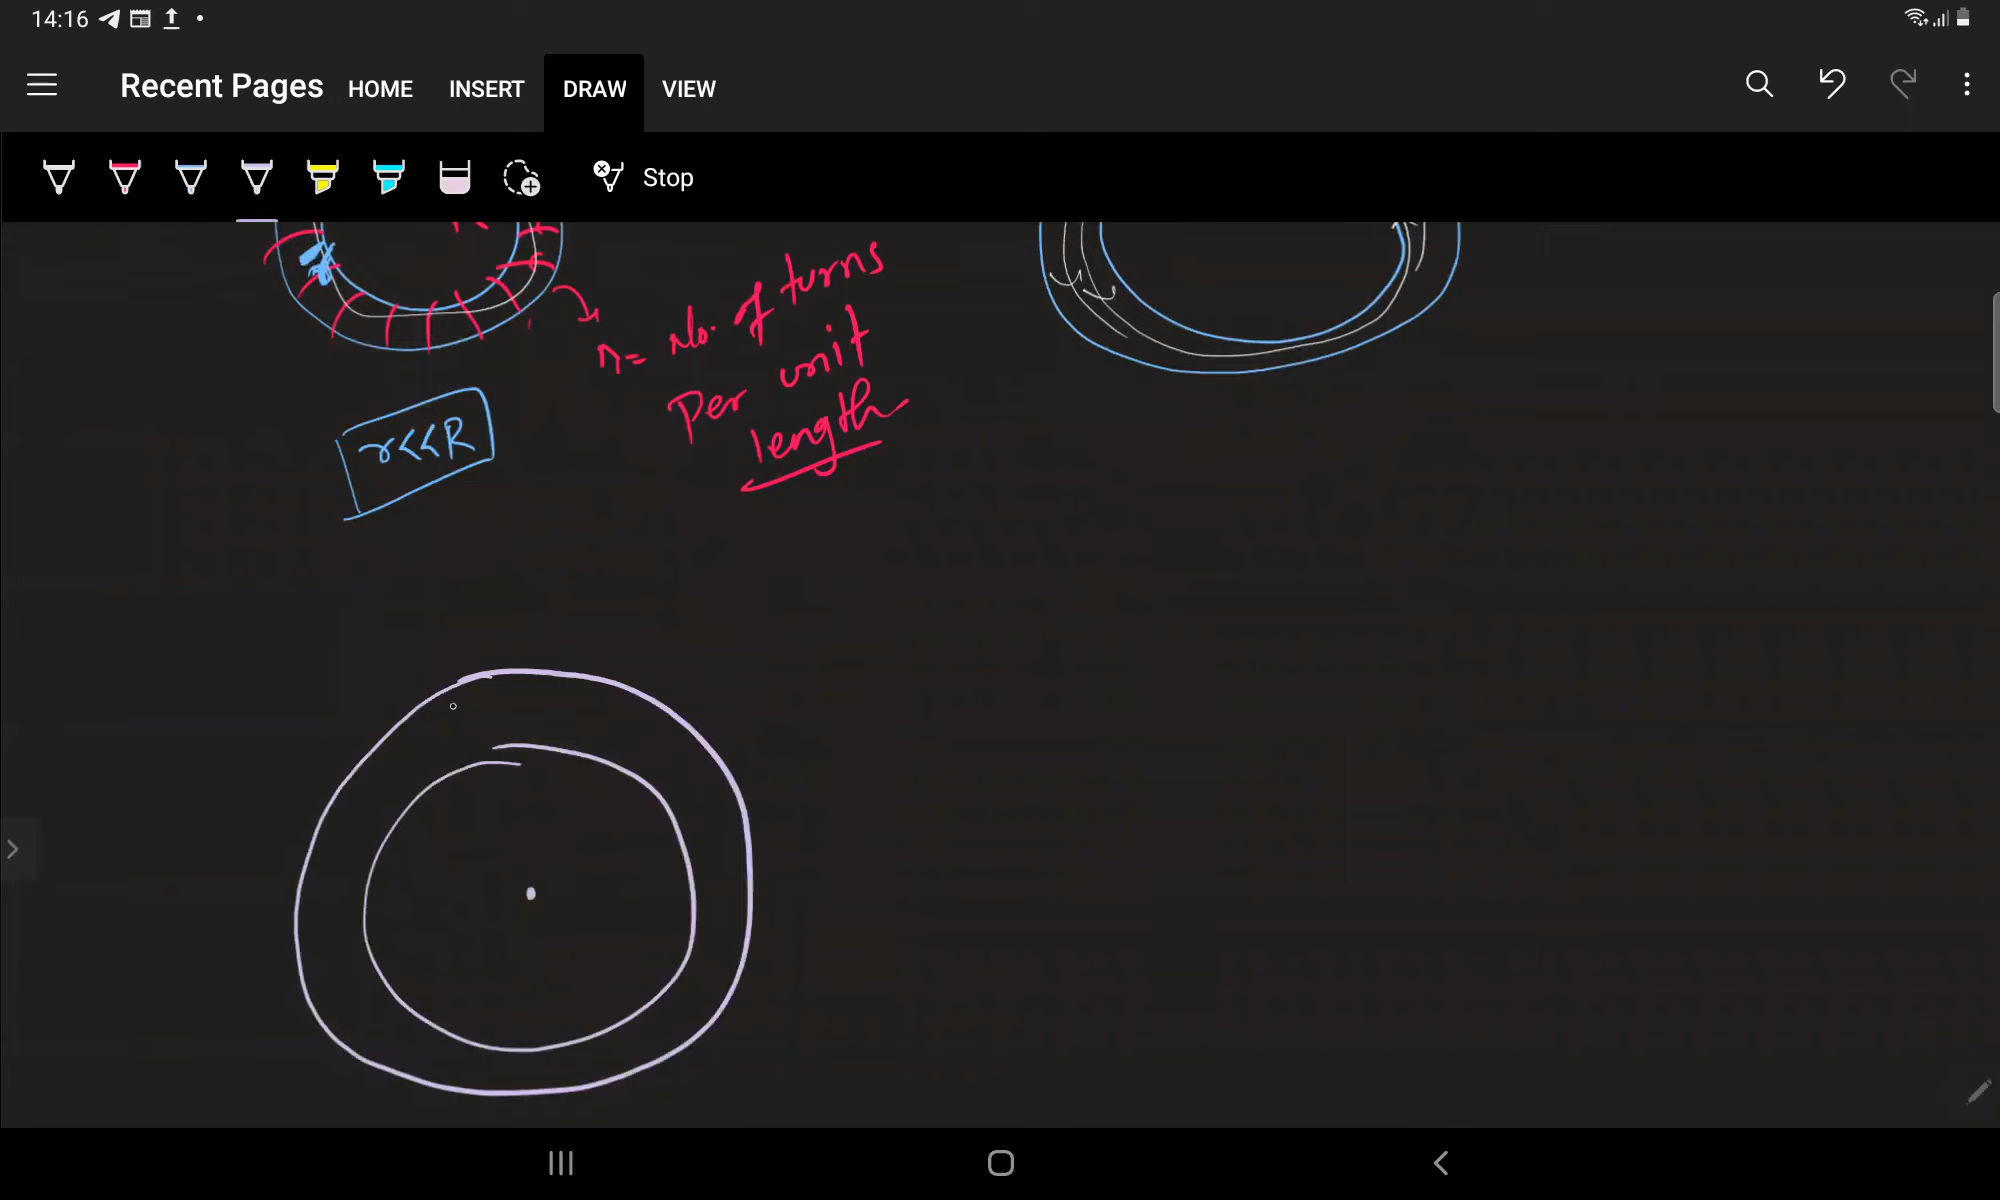 14:16
Recent Pages HOME INSERT DRAW VIEW
Stop
n = No. of turns
Per unit
length
r<<R